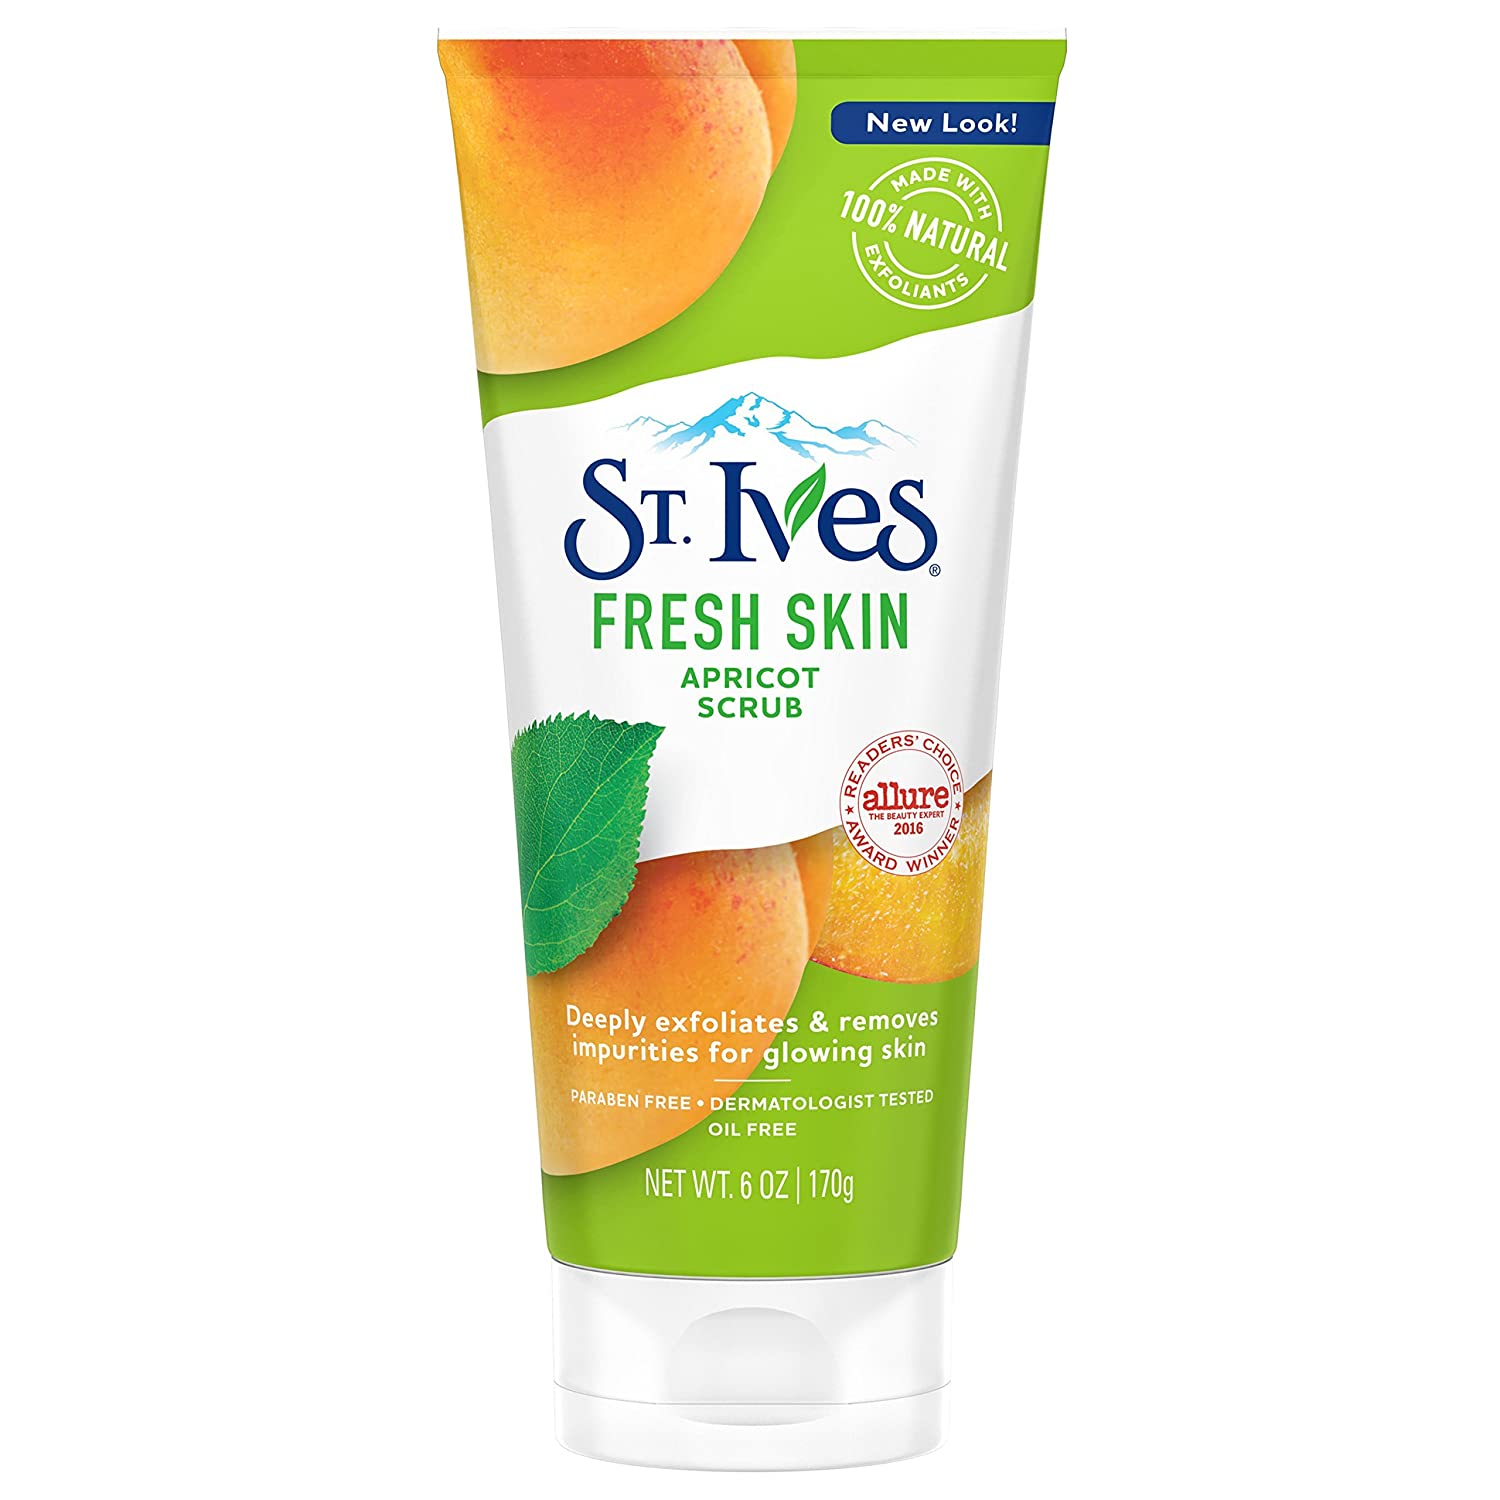 New Look!
MADE WITH
100% NATURAL
EXFOLIANTS
ST. Ives®
FRESH SKIN
APRICOT
SCRUB
READERS' CHOICE
allure
THE BEAUTY EXPERT
2016
★ AWARD WINNER ★
Deeply exfoliates & removes
impurities for glowing skin
PARABEN FREE • DERMATOLOGIST TESTED
OIL FREE
NET WT. 6 OZ | 170g